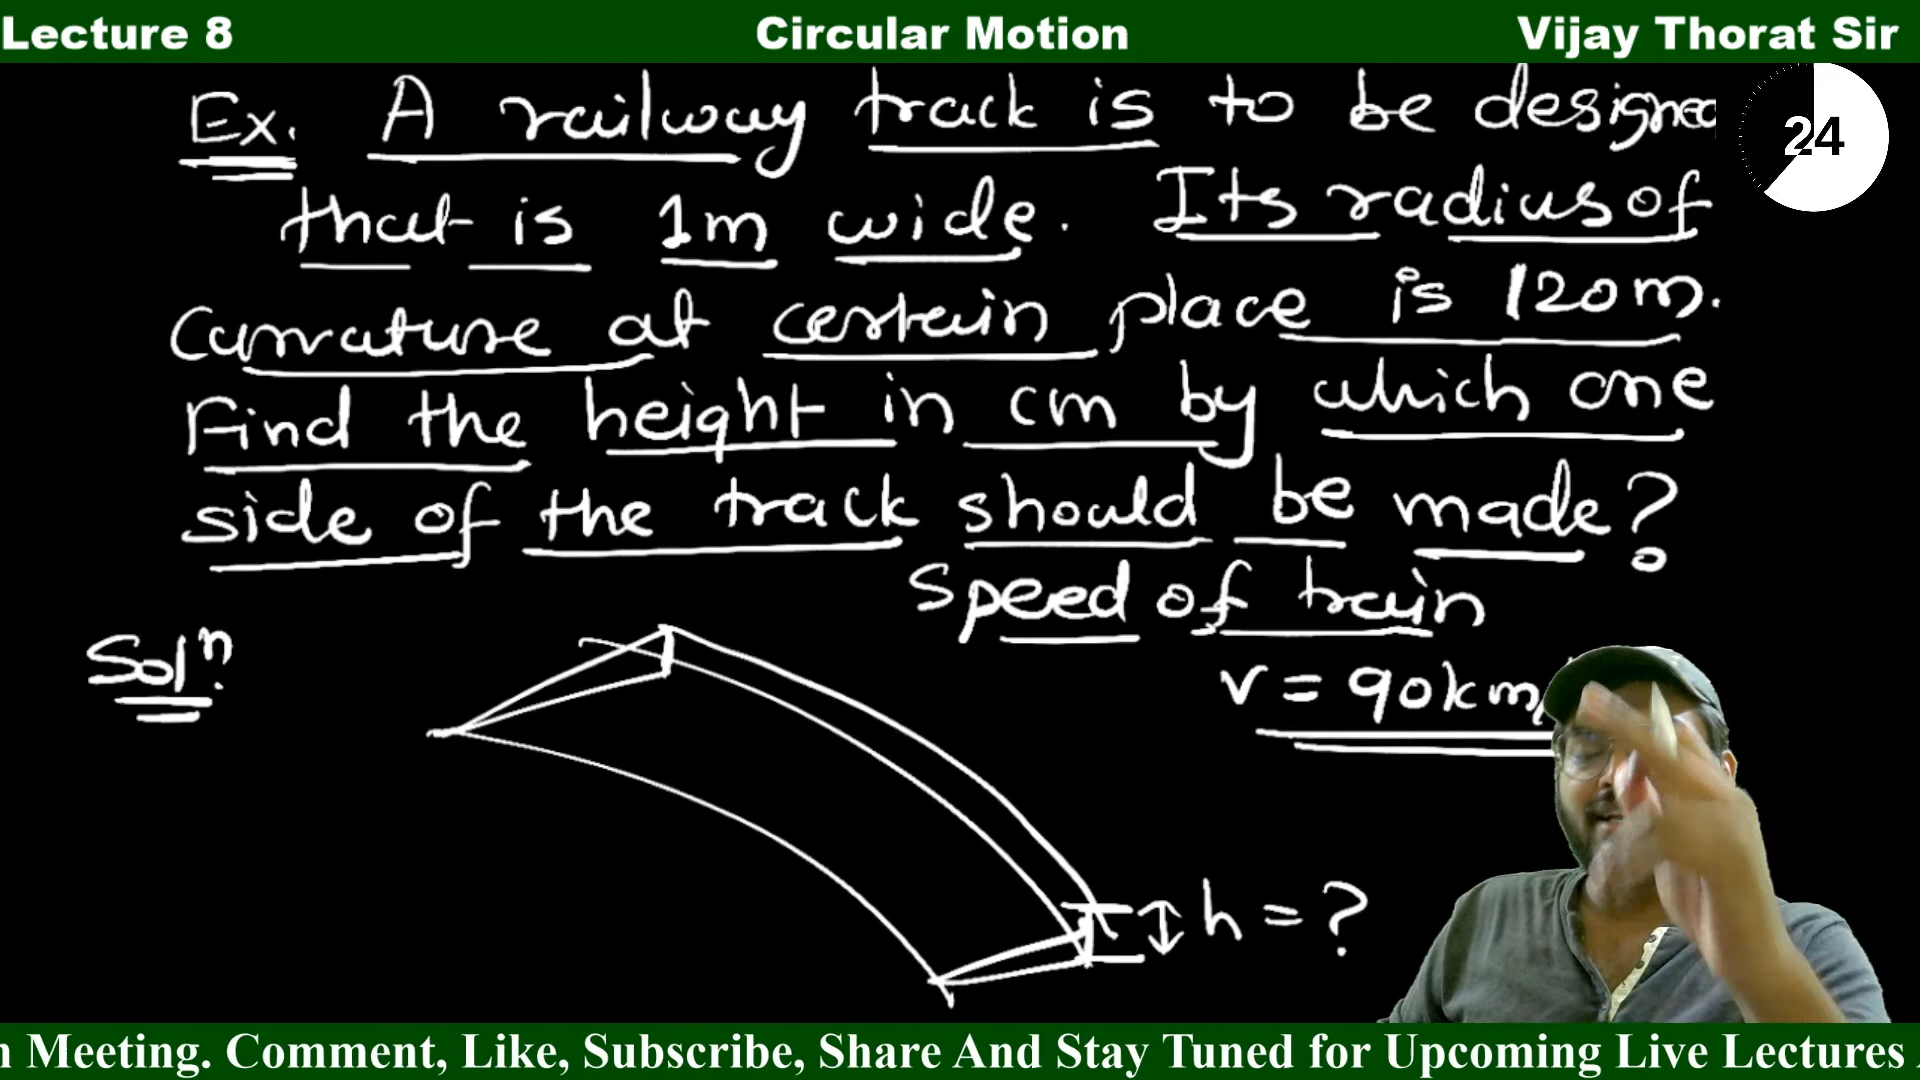 Lecture 8 Circular Motion Vijay Thorat Sir
24
Ex. A railway track is to be designed
that is 1m wide. Its radius of
Curvature at certain place is 120m.
Find the height in cm by which one
side of the track should be made?
Speed of train
Solⁿ.
v = 90km/
h = ?
Meeting. Comment, Like, Subscribe, Share And Stay Tuned for Upcoming Live Lectures